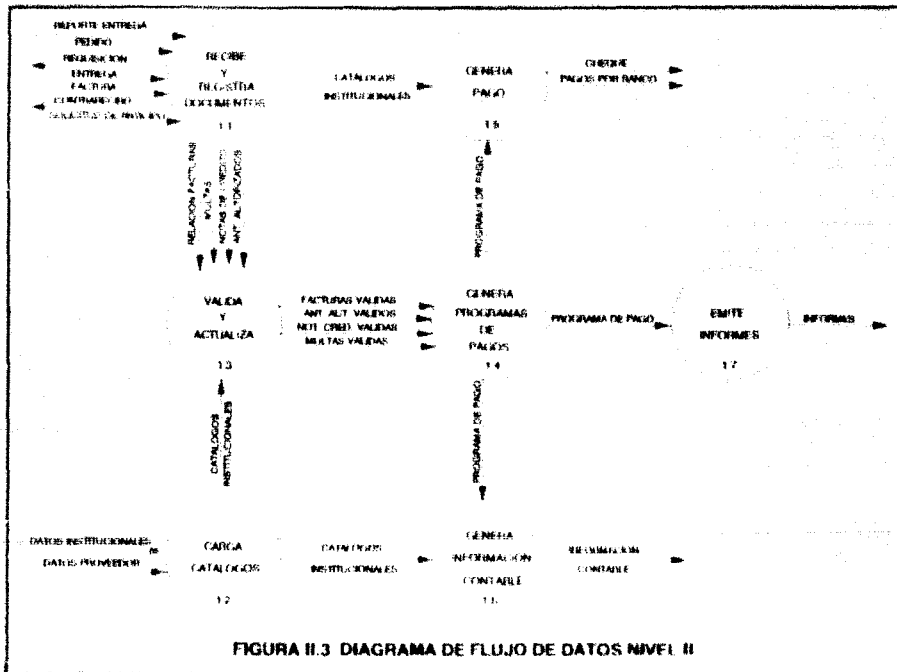 REPORTE ENTREGA
PEDIDO
REQUISICION
ENTREGA
FACTURA
CONTRARECIBO
SOLICITUD DE
RECIBE
Y
REGISTRA
DOCUMENTOS
1.1
CATALOGOS
INSTITUCIONALES
GENERA
PAGO
CHEQUE
PAGOS POR BANCO
RELACION FACTURAS
MULTAS
NOTAS DE CREDITO
ANT. AUTORIZADOS
PROGRAMA DE PAGO
VALIDA
Y
ACTUALIZA
1.3
FACTURAS VALIDAS
ANT. AUT. VALIDOS
NOT. CRED. VALIDAS
MULTAS VALIDAS
GENERA
PROGRAMAS
DE
PAGOS
1.4
PROGRAMA DE PAGO
EMITE
INFORMES
1.7
INFORMAS
CATALOGOS
INSTITUCIONALES
PROGRAMA DE PAGO
DATOS INSTITUCIONALES
DATOS PROVEEDOR
CARGA
CATALOGOS
1.2
CATALOGOS
INSTITUCIONALES
GENERA
INFORMACION
CONTABLE
INFORMACION
CONTABLE
FIGURA II.3 DIAGRAMA DE FLUJO DE DATOS NIVEL II